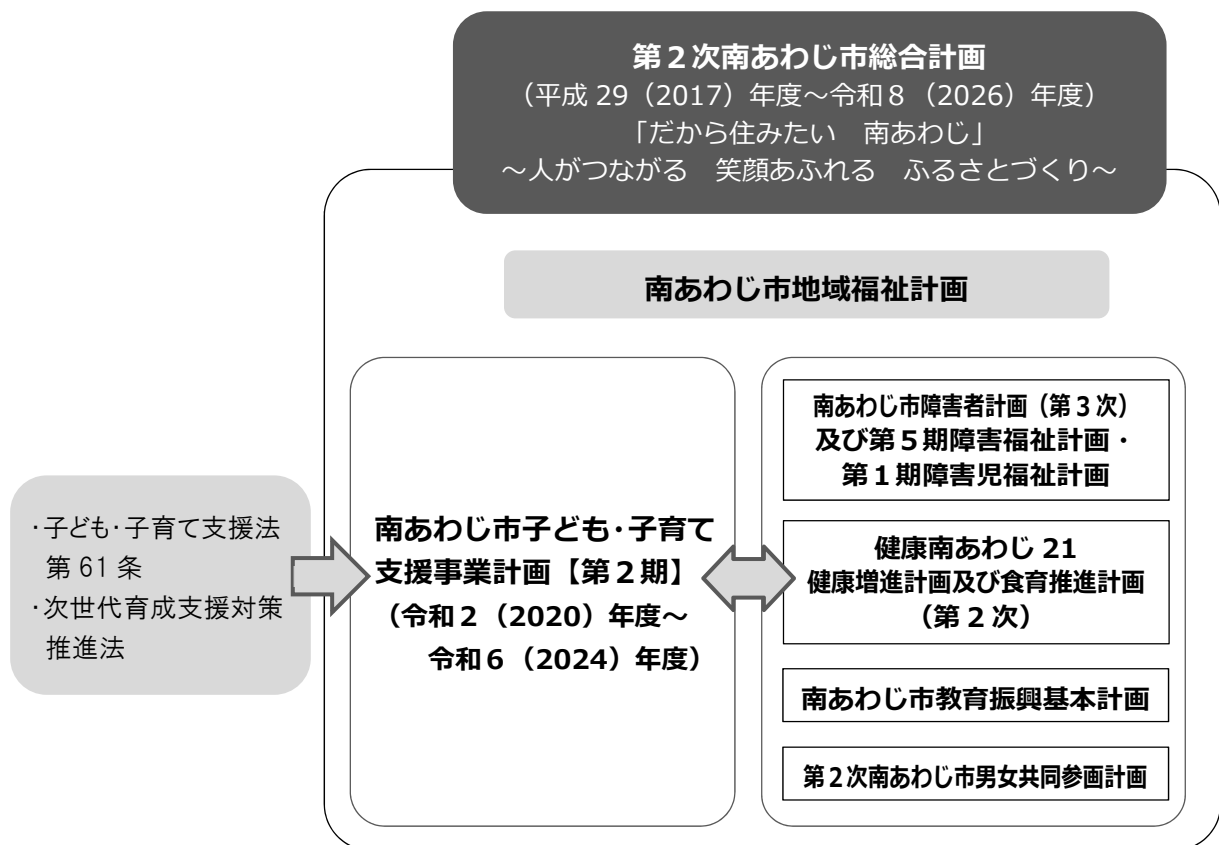 第２次南あわじ市総合計画
（平成 29（2017）年度～令和８（2026）年度）
「だから住みたい　南あわじ」
～人がつながる　笑顔あふれる　ふるさとづくり～
南あわじ市地域福祉計画
・子ども・子育て支援法
第 61 条
・次世代育成支援対策
推進法
南あわじ市子ども・子育て
支援事業計画【第２期】
（令和２（2020）年度～
令和６（2024）年度）
南あわじ市障害者計画（第３次）
及び第５期障害福祉計画・
第１期障害児福祉計画
健康南あわじ 21
健康増進計画及び食育推進計画
（第 2 次）
南あわじ市教育振興基本計画
第２次南あわじ市男女共同参画計画